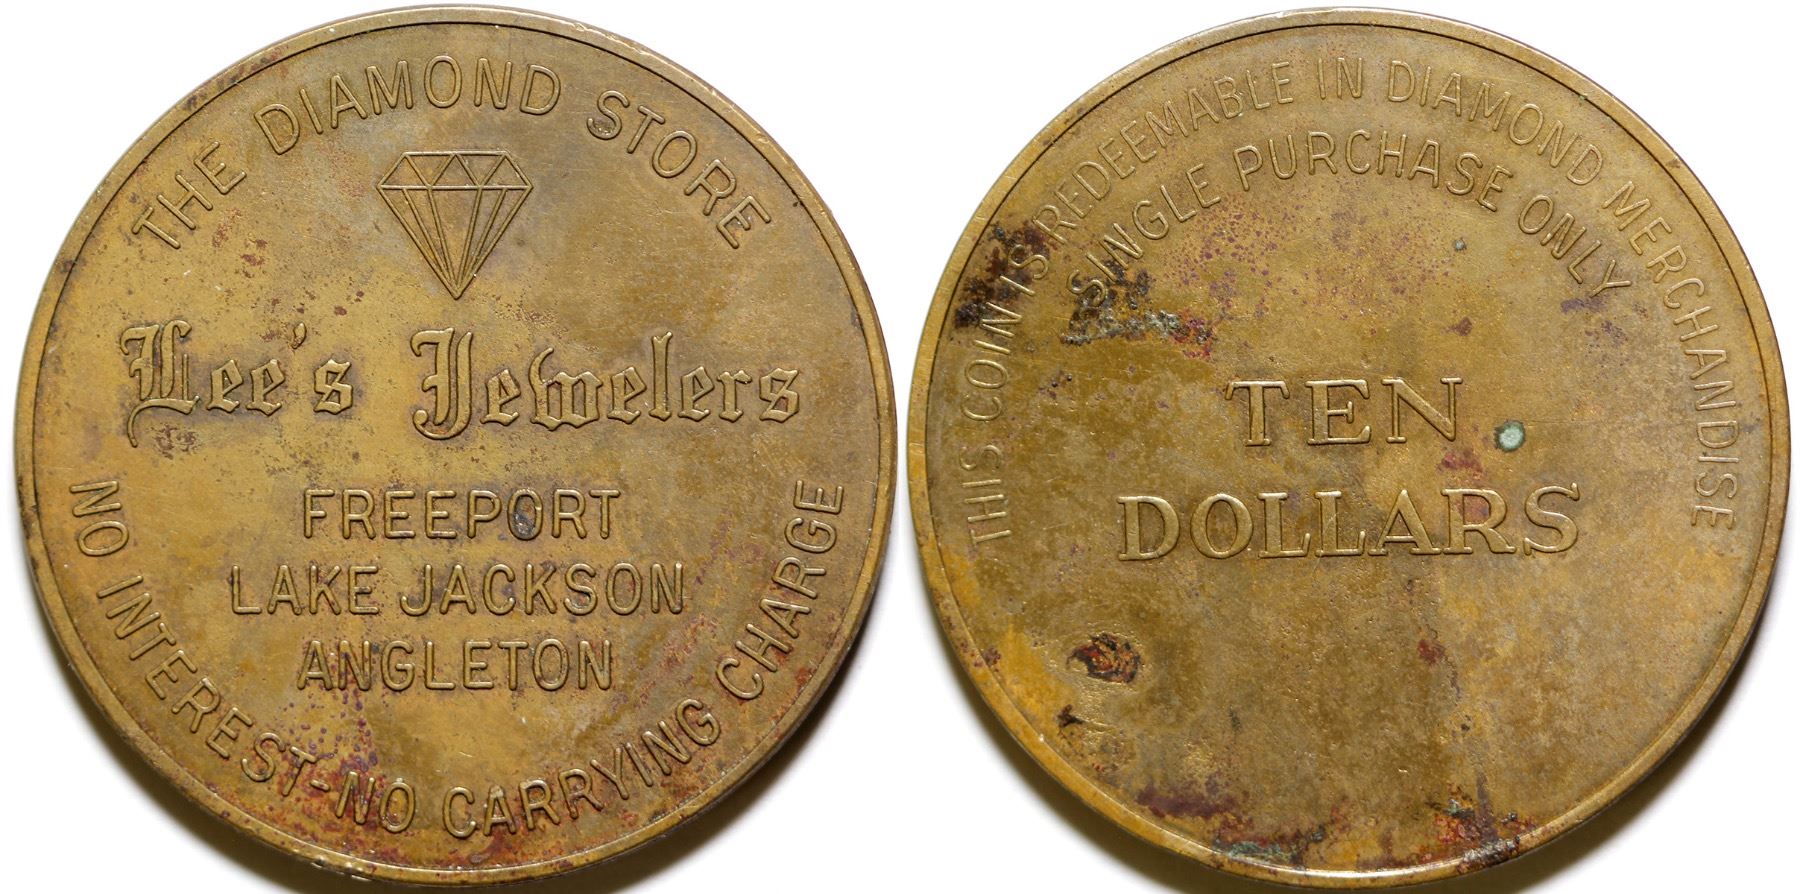 THE DIAMOND STORE
Lee's Jewelers
FREEPORT
LAKE JACKSON
ANGLETON
NO INTEREST-NO CARRYING CHARGE
THIS COIN IS REDEEMABLE IN DIAMOND MERCHANDISE
SINGLE PURCHASE ONLY
TEN
DOLLARS